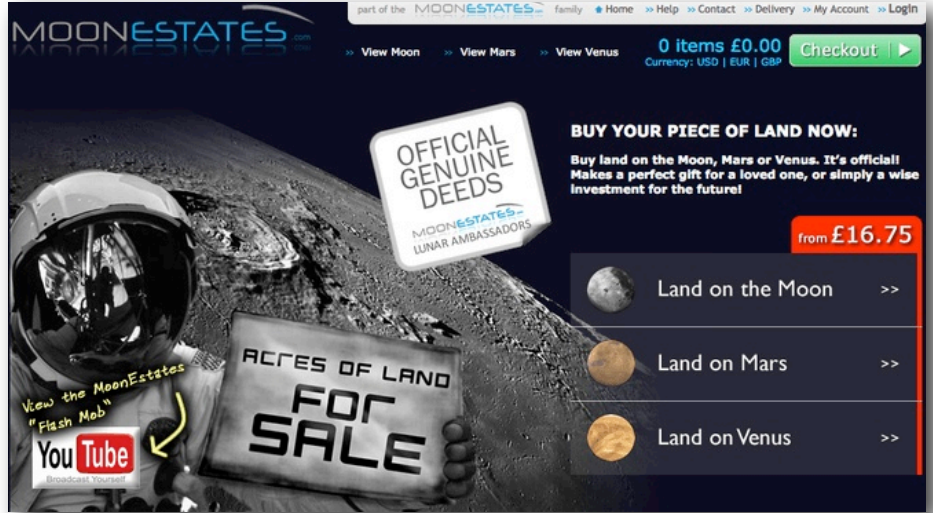 part of the MOONESTATES.com family Home >> Help >> Contact >> Delivery >> My Account >> Login
MOONESTATES.com
>> View Moon >> View Mars >> View Venus
0 items £0.00
Currency: USD | EUR | GBP
Checkout
OFFICIAL
GENUINE
DEEDS
MOONESTATES
LUNAR AMBASSADORS
BUY YOUR PIECE OF LAND NOW:
Buy land on the Moon, Mars or Venus. It's official!
Makes a perfect gift for a loved one, or simply a wise
investment for the future!
from £16.75
Land on the Moon >>
Land on Mars >>
Land on Venus >>
ACRES OF LAND
FOR
SALE
View the MoonEstates
"Flash Mob"
YouTube
Broadcast Yourself